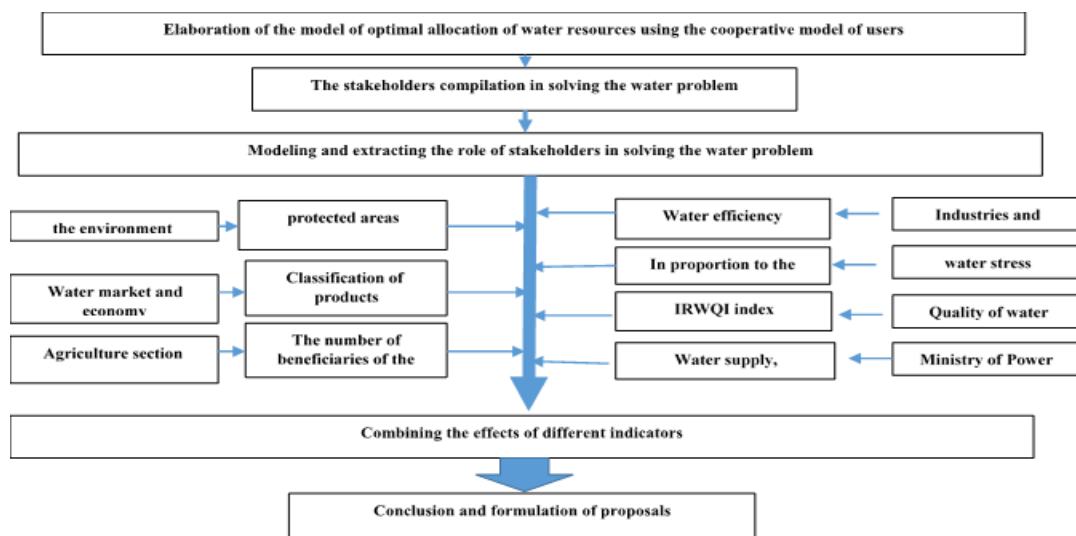 Elaboration of the model of optimal allocation of water resources using the cooperative model of users
The stakeholders compilation in solving the water problem
Modeling and extracting the role of stakeholders in solving the water problem
the environment
protected areas
Water efficiency
Industries and
Water market and
economy
Classification of
products
In proportion to the
water stress
IRWQI index
Quality of water
Agriculture section
The number of
beneficiaries of the
Water supply,
Ministry of Power
Combining the effects of different indicators
Conclusion and formulation of proposals